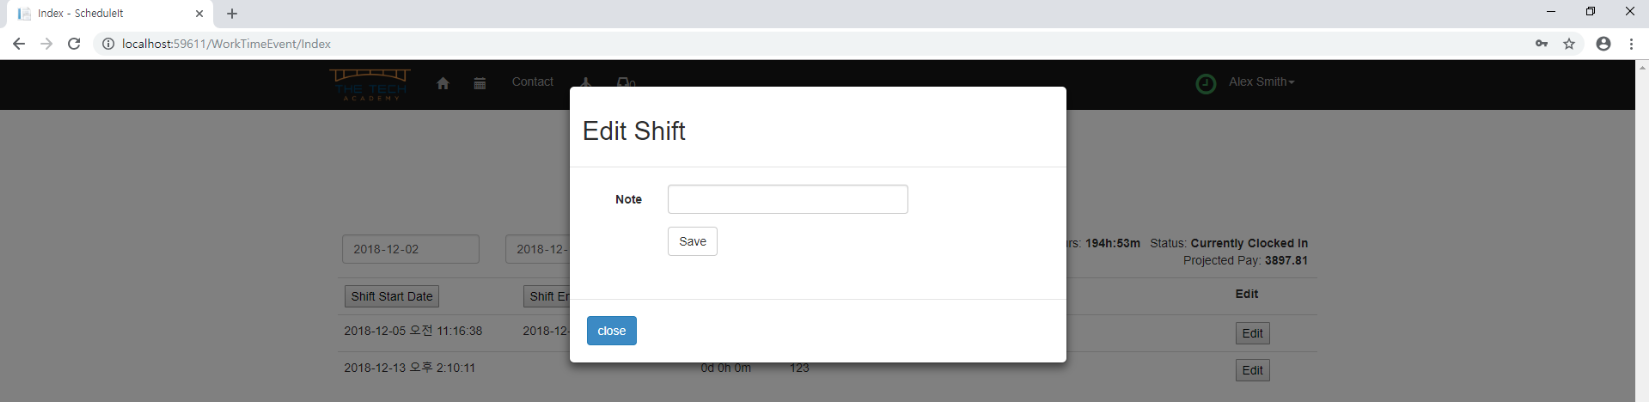 Index - ScheduleIt
localhost:59611/WorkTimeEvent/Index
THE TECH
ACADEMY
Contact
0
Alex Smith
Edit Shift
Note
Save
close
2018-12-02
2018-12-
194h:53m Status: Currently Clocked In
Projected Pay: 3897.81
Shift Start Date
Edit
2018-12-05 오전 11:16:38
2018-12-
Edit
2018-12-13 오후 2:10:11
0d 0h 0m
123
Edit